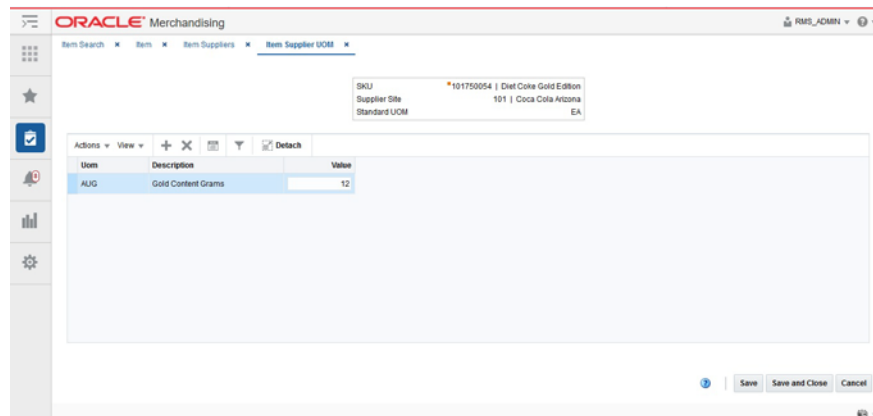 ORACLE® Merchandising
RMS_ADMIN
Item Search Item Item Suppliers Item Supplier UOM
SKU *101750054 | Diet Coke Gold Edition
Supplier Site 101 | Coca Cola Arizona
Standard UOM EA
Actions View Detach
Uom Description Value
AUG Gold Content Grams 12
Save Save and Close Cancel